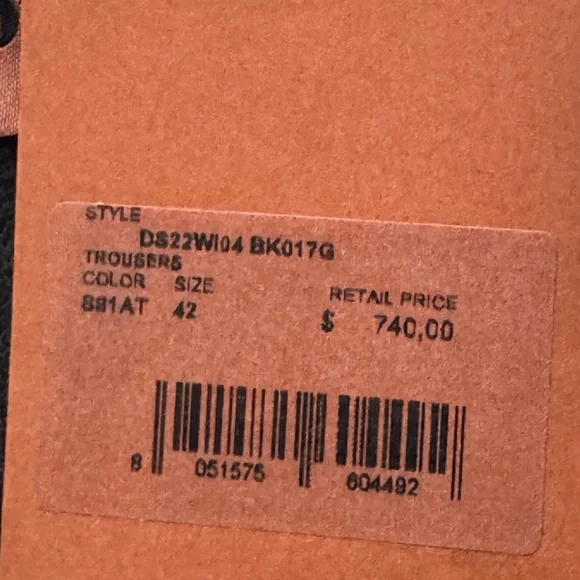 STYLE
DS22WI04 BK017G
TROUSERS
COLOR SIZE RETAIL PRICE
S81AT 42 $ 740,00
8 051575 604492